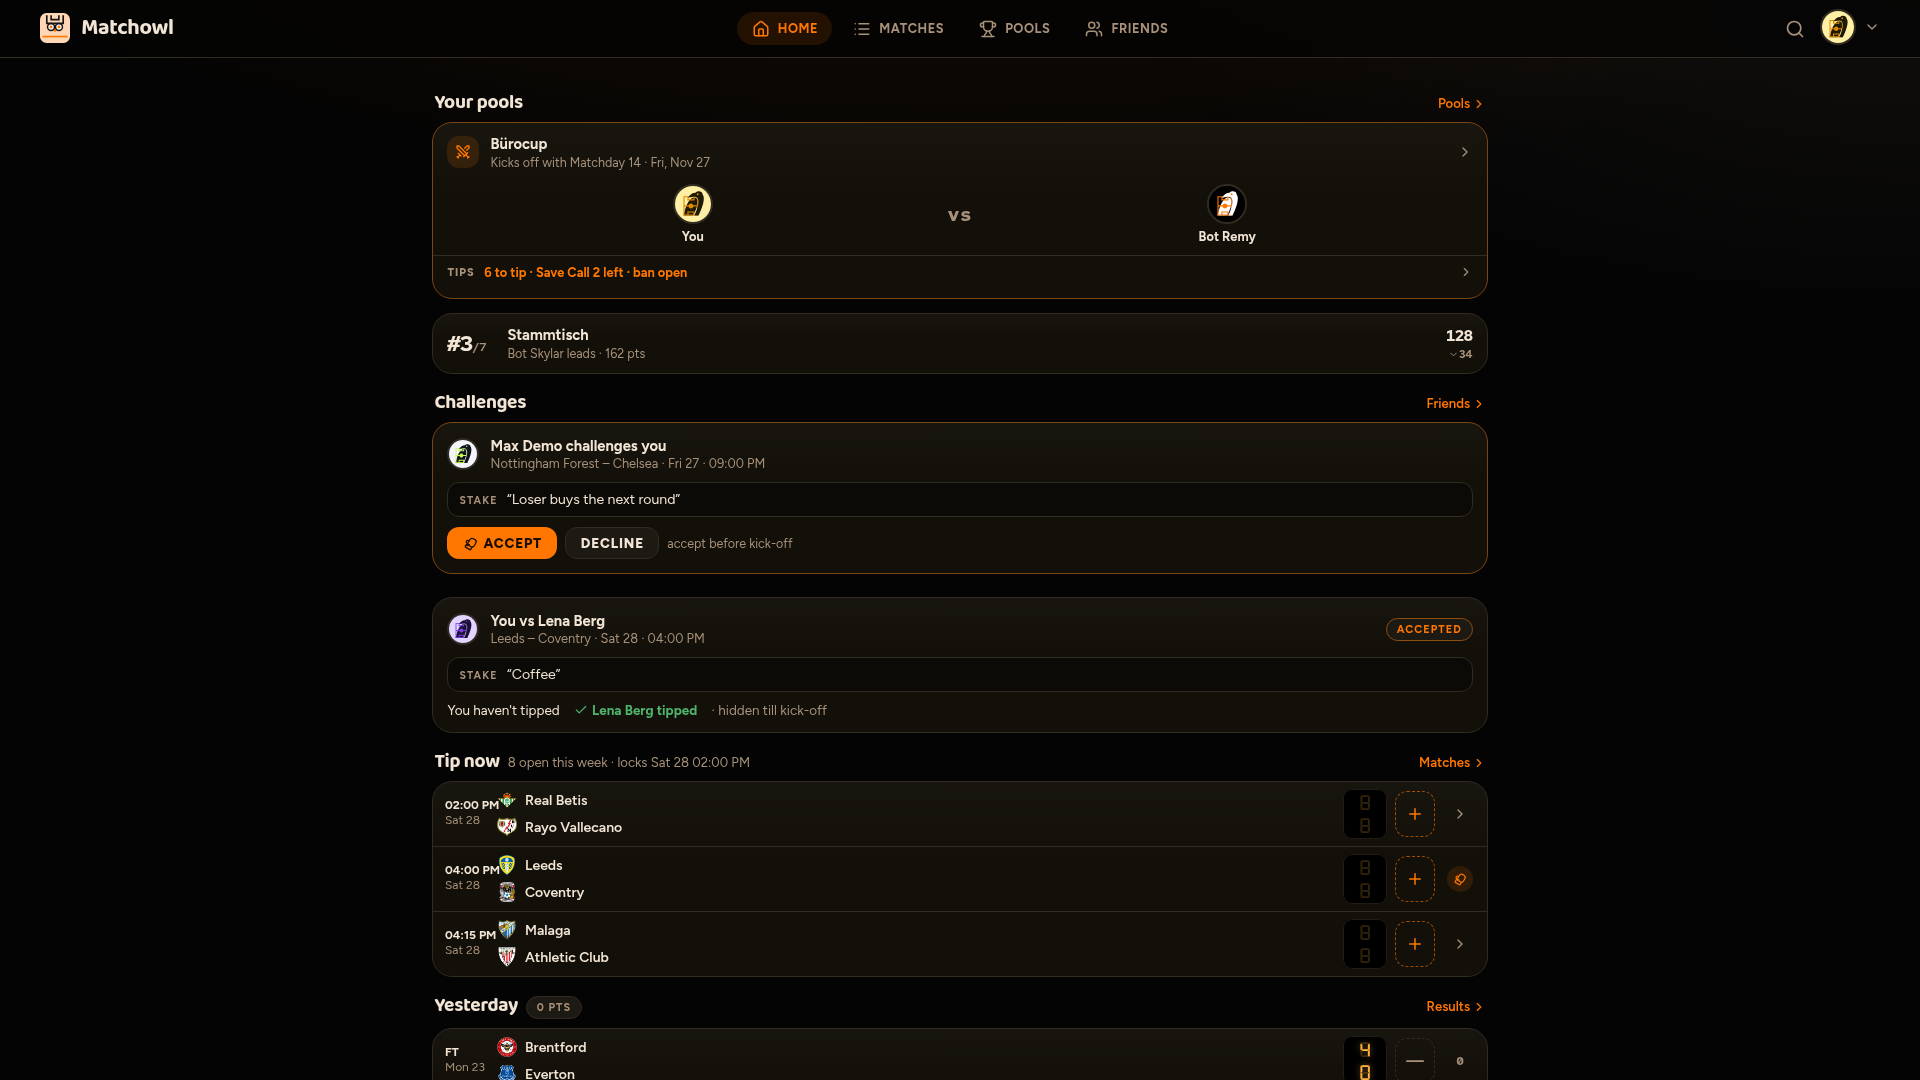 Matchowl
HOME
MATCHES
POOLS
FRIENDS
Your pools
Pools
Bürocup
Kicks off with Matchday 14 · Fri, Nov 27
You
VS
Bot Remy
TIPS 6 to tip · Save Call 2 left · ban open
#3/7
Stammtisch
Bot Skylar leads · 162 pts
128
34
Challenges
Friends
Max Demo challenges you
Nottingham Forest – Chelsea · Fri 27 · 09:00 PM
STAKE “Loser buys the next round”
ACCEPT
DECLINE
accept before kick-off
You vs Lena Berg
Leeds – Coventry · Sat 28 · 04:00 PM
ACCEPTED
STAKE “Coffee”
You haven't tipped Lena Berg tipped · hidden till kick-off
Tip now 8 open this week · locks Sat 28 02:00 PM
Matches
02:00 PM
Sat 28
Real Betis
Rayo Vallecano
04:00 PM
Sat 28
Leeds
Coventry
04:15 PM
Sat 28
Malaga
Athletic Club
Yesterday 0 PTS
Results
FT
Mon 23
Brentford
Everton
4
0
—
0